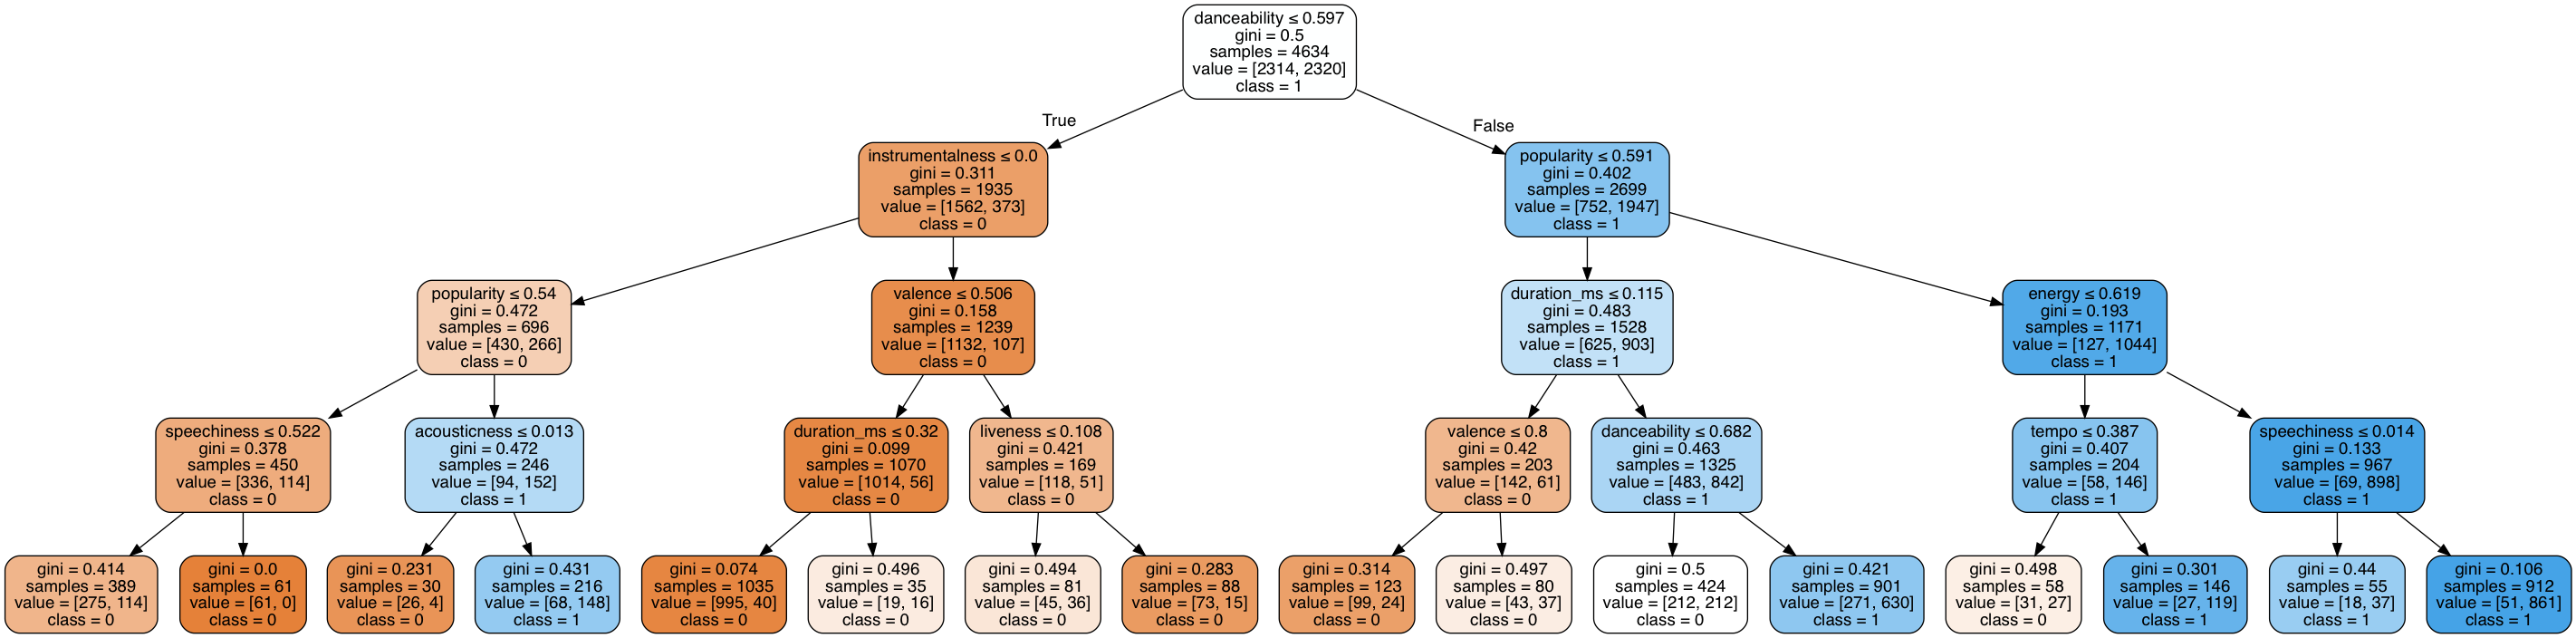 danceability ≤ 0.597
gini = 0.5
samples = 4634
value = [2314, 2320]
class = 1
True
False
instrumentalness ≤ 0.0
gini = 0.311
samples = 1935
value = [1562, 373]
class = 0
popularity ≤ 0.591
gini = 0.402
samples = 2699
value = [752, 1947]
class = 1
popularity ≤ 0.54
gini = 0.472
samples = 696
value = [430, 266]
class = 0
valence ≤ 0.506
gini = 0.158
samples = 1239
value = [1132, 107]
class = 0
duration_ms ≤ 0.115
gini = 0.483
samples = 1528
value = [625, 903]
class = 1
energy ≤ 0.619
gini = 0.193
samples = 1171
value = [127, 1044]
class = 1
speechiness ≤ 0.522
gini = 0.378
samples = 450
value = [336, 114]
class = 0
acousticness ≤ 0.013
gini = 0.472
samples = 246
value = [94, 152]
class = 1
duration_ms ≤ 0.32
gini = 0.099
samples = 1070
value = [1014, 56]
class = 0
liveness ≤ 0.108
gini = 0.421
samples = 169
value = [118, 51]
class = 0
valence ≤ 0.8
gini = 0.42
samples = 203
value = [142, 61]
class = 0
danceability ≤ 0.682
gini = 0.463
samples = 1325
value = [483, 842]
class = 1
tempo ≤ 0.387
gini = 0.407
samples = 204
value = [58, 146]
class = 1
speechiness ≤ 0.014
gini = 0.133
samples = 967
value = [69, 898]
class = 1
gini = 0.414
samples = 389
value = [275, 114]
class = 0
gini = 0.0
samples = 61
value = [61, 0]
class = 0
gini = 0.231
samples = 30
value = [26, 4]
class = 0
gini = 0.431
samples = 216
value = [68, 148]
class = 1
gini = 0.074
samples = 1035
value = [995, 40]
class = 0
gini = 0.496
samples = 35
value = [19, 16]
class = 0
gini = 0.494
samples = 81
value = [45, 36]
class = 0
gini = 0.283
samples = 88
value = [73, 15]
class = 0
gini = 0.314
samples = 123
value = [99, 24]
class = 0
gini = 0.497
samples = 80
value = [43, 37]
class = 0
gini = 0.5
samples = 424
value = [212, 212]
class = 0
gini = 0.421
samples = 901
value = [271, 630]
class = 1
gini = 0.498
samples = 58
value = [31, 27]
class = 0
gini = 0.301
samples = 146
value = [27, 119]
class = 1
gini = 0.44
samples = 55
value = [18, 37]
class = 1
gini = 0.106
samples = 912
value = [51, 861]
class = 1